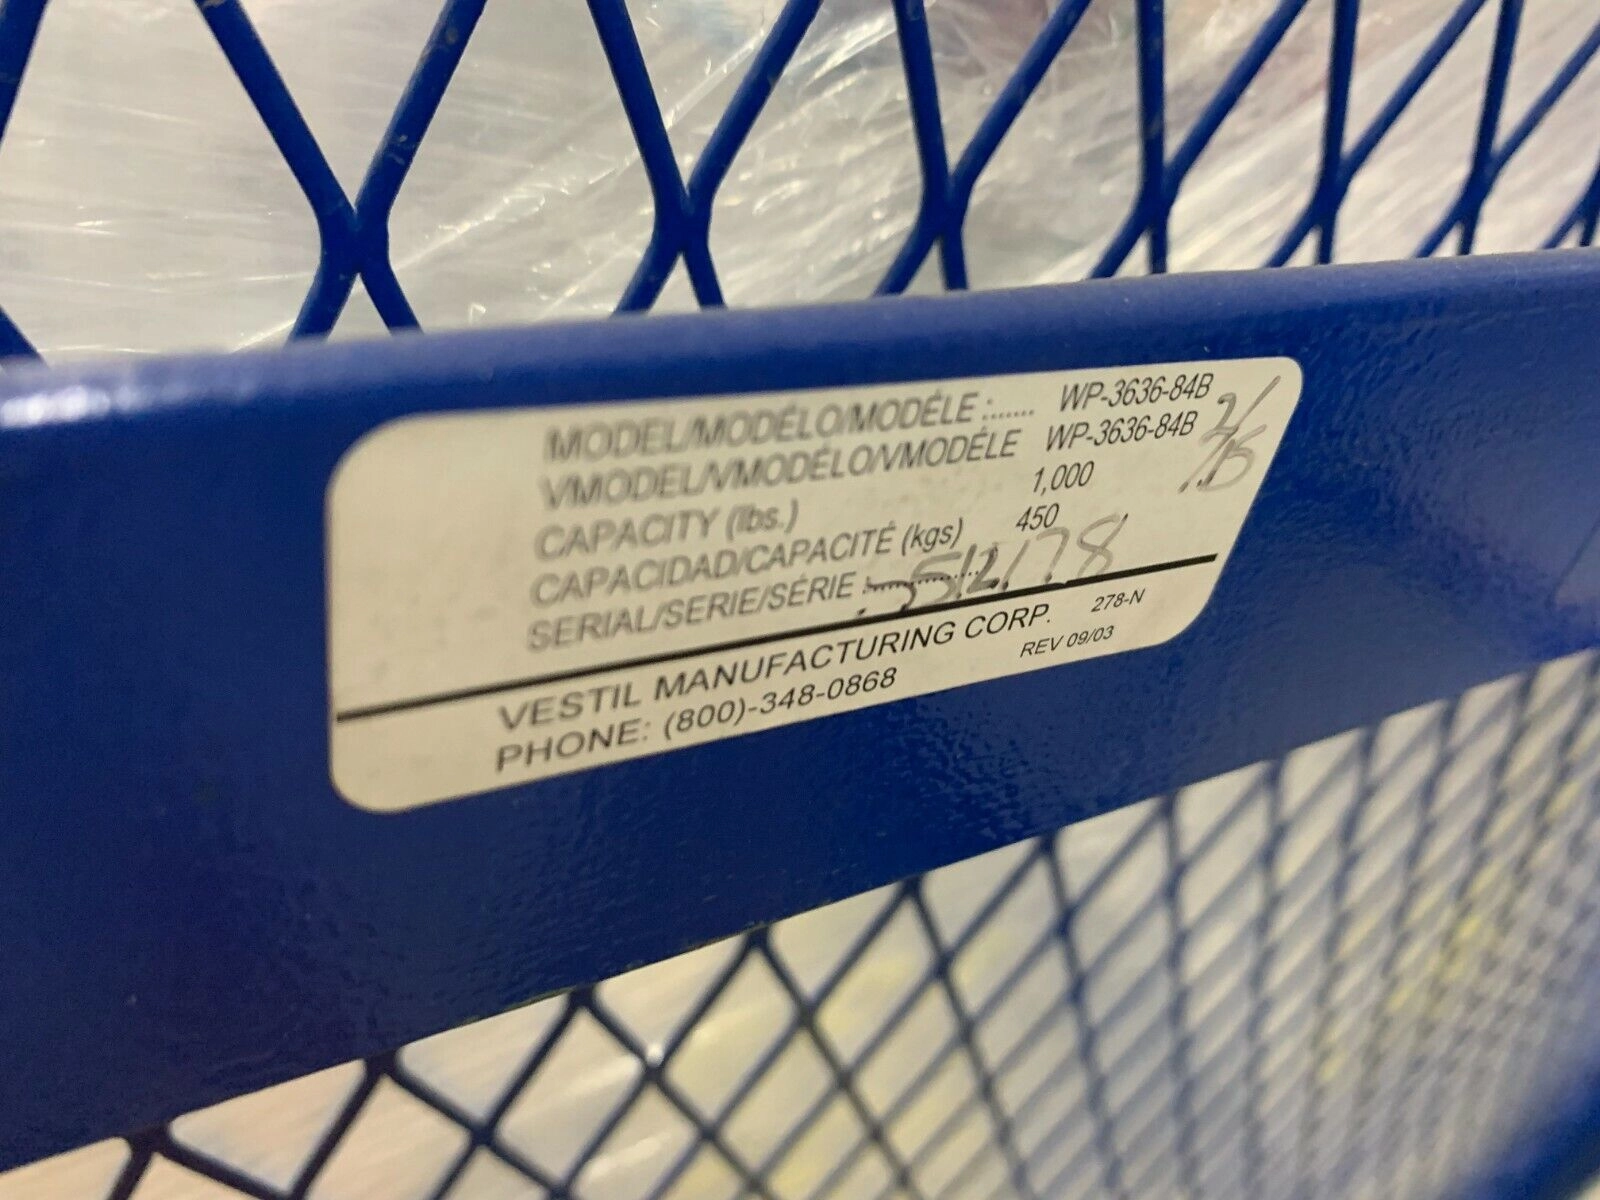 MODEL/MODÉLO/MODÉLE:....... WP-3636-84B
VMODEL/VMODÉLO/VMODÉLE WP-3636-84B
CAPACITY (lbs.) 1,000
CAPACIDAD/CAPACITÉ (kgs) 450
SERIAL/SERIE/SÉRIE :............ 5512178
VESTIL MANUFACTURING CORP. 278-N
PHONE: (800)-348-0868 REV 09/03